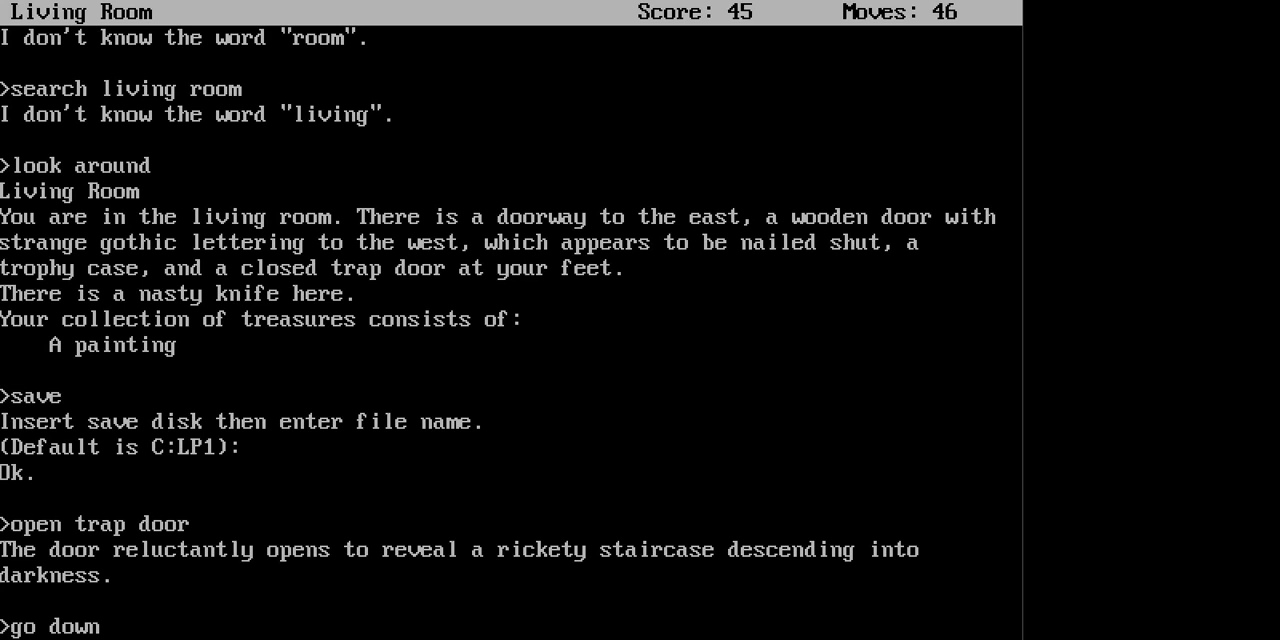 Living Room Score: 45 Moves: 46
I don't know the word "room".
>search living room
I don't know the word "living".
>look around
Living Room
You are in the living room. There is a doorway to the east, a wooden door with
strange gothic lettering to the west, which appears to be nailed shut, a
trophy case, and a closed trap door at your feet.
There is a nasty knife here.
Your collection of treasures consists of:
A painting
>save
Insert save disk then enter file name.
(Default is C:LP1):
Ok.
>open trap door
The door reluctantly opens to reveal a rickety staircase descending into
darkness.
>go down